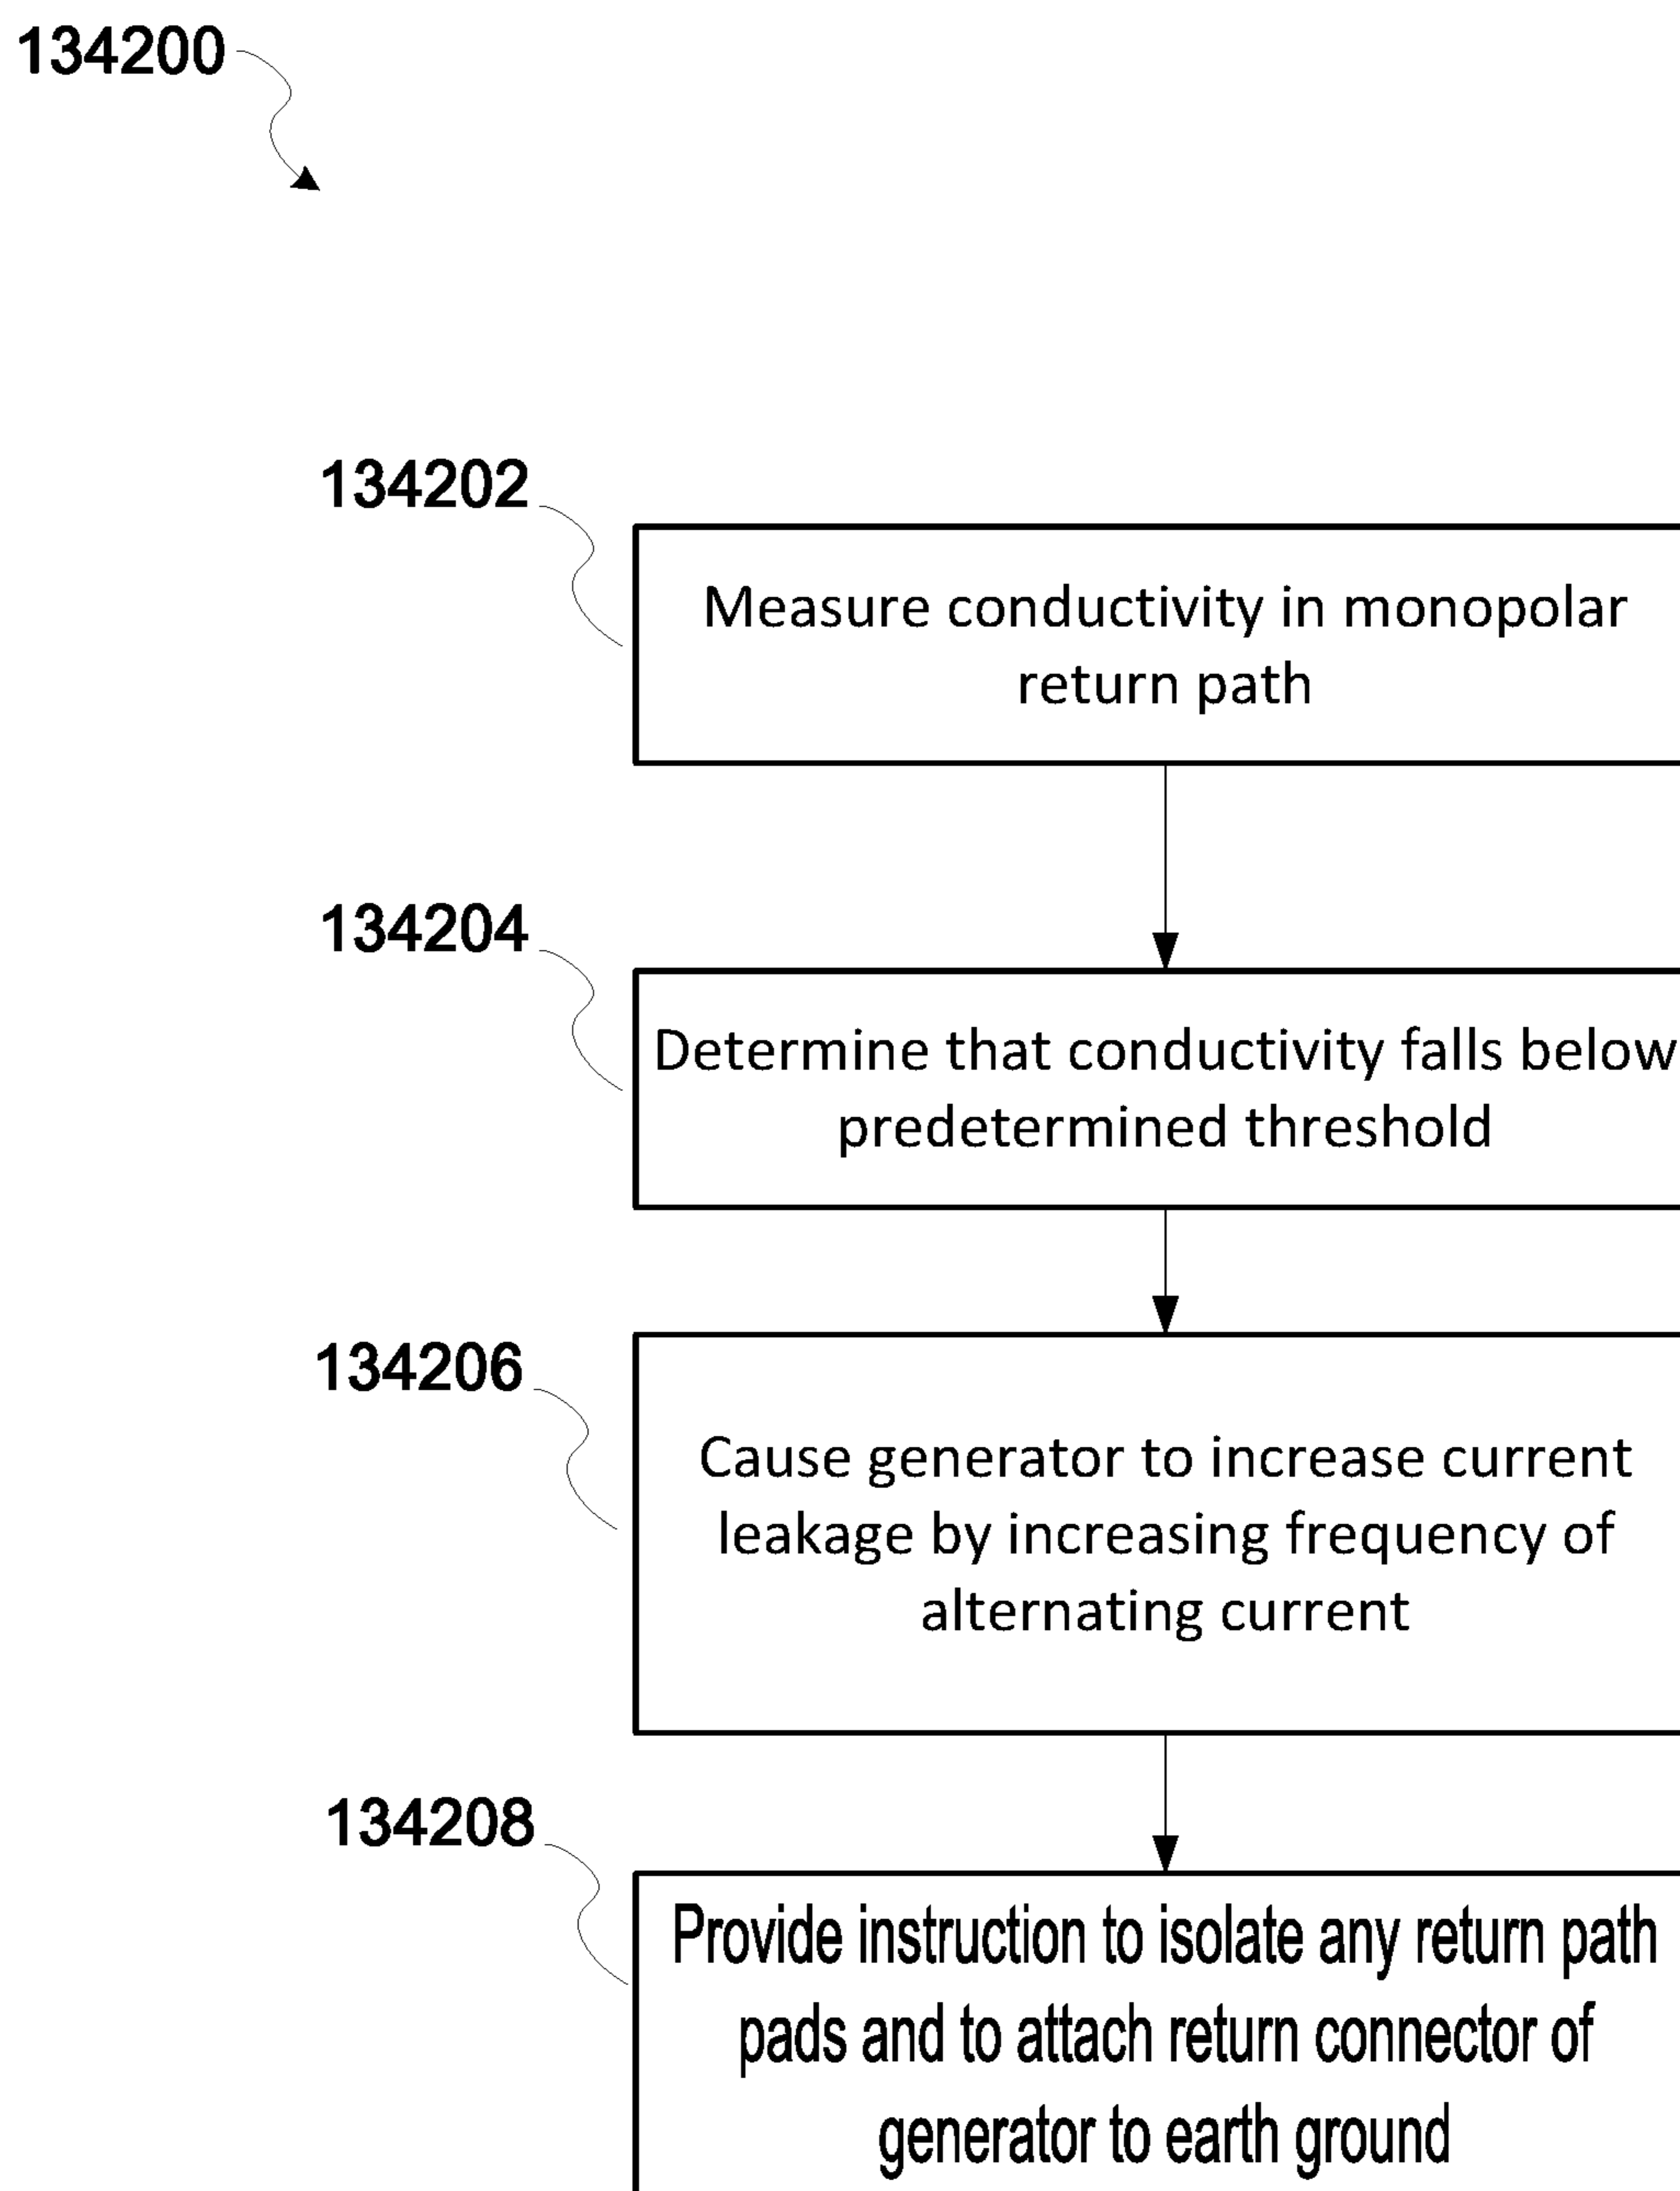 134200
134202
Measure conductivity in monopolar
return path
134204
Determine that conductivity falls below
predetermined threshold
134206
Cause generator to increase current
leakage by increasing frequency of
alternating current
134208
Provide instruction to isolate any return path
pads and to attach return connector of
generator to earth ground